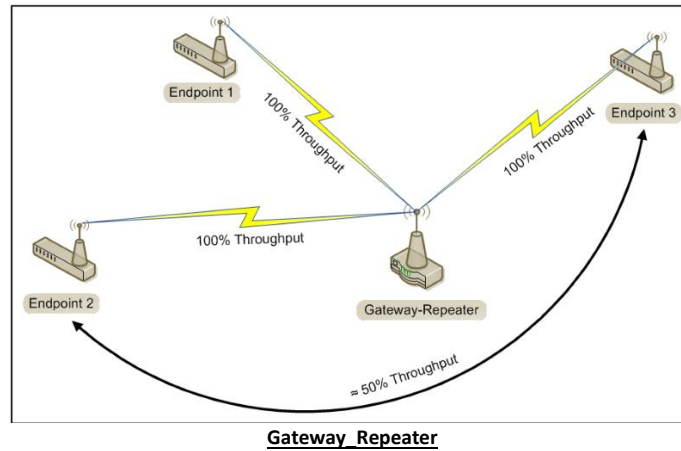 Endpoint 1
Endpoint 3
100% Throughput
100% Throughput
100% Throughput
Endpoint 2
Gateway-Repeater
≈ 50% Throughput
Gateway_Repeater